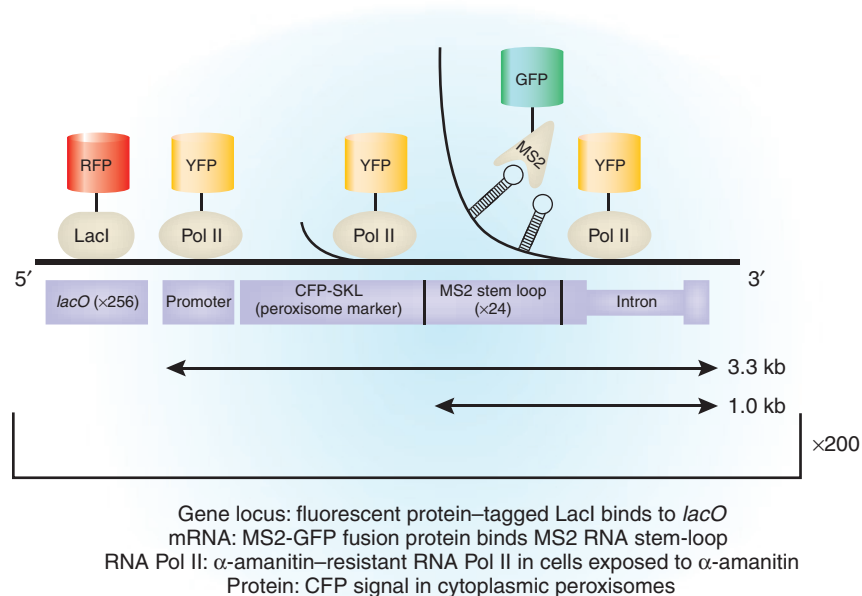 GFP
MS2
RFP
YFP
YFP
YFP
LacI
Pol II
Pol II
Pol II
5′
3′
lacO (×256)
Promoter
CFP-SKL
(peroxisome marker)
MS2 stem loop
(×24)
Intron
3.3 kb
1.0 kb
×200
Gene locus: fluorescent protein–tagged LacI binds to lacO
mRNA: MS2-GFP fusion protein binds MS2 RNA stem-loop
RNA Pol II: α-amanitin–resistant RNA Pol II in cells exposed to α-amanitin
Protein: CFP signal in cytoplasmic peroxisomes